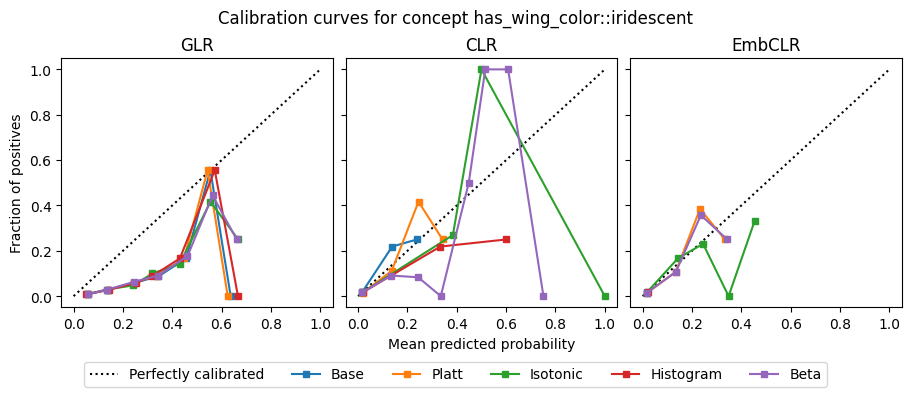 Calibration curves for concept has_wing_color::iridescent
GLR
CLR
EmbCLR
Fraction of positives
1.0
0.8
0.6
0.4
0.2
0.0
0.0 0.2 0.4 0.6 0.8 1.0
0.0 0.2 0.4 0.6 0.8 1.0
0.0 0.2 0.4 0.6 0.8 1.0
Mean predicted probability
Perfectly calibrated Base Platt Isotonic Histogram Beta